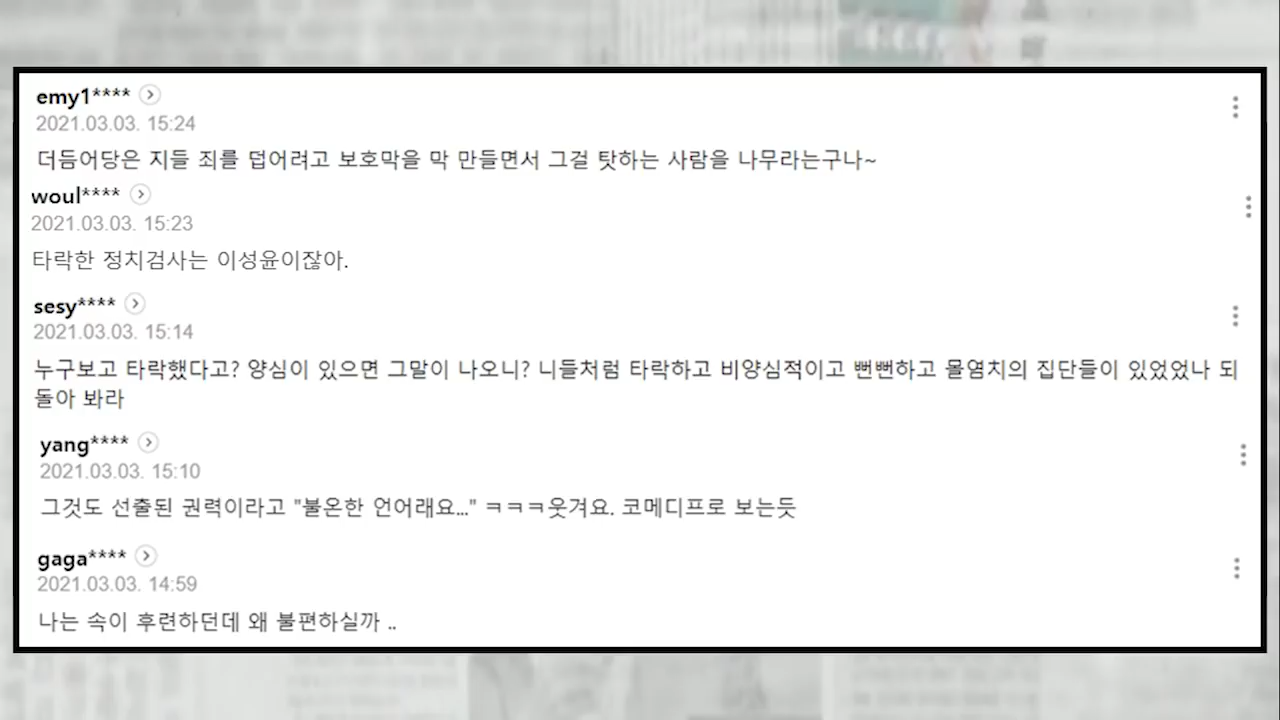 emy1****
2021.03.03. 15:24
더듬어당은 지들 죄를 덥어려고 보호막을 막 만들면서 그걸 탓하는 사람을 나무라는구나~
woul****
2021.03.03. 15:23
타락한 정치검사는 이성윤이잖아.
sesy****
2021.03.03. 15:14
누구보고 타락했다고? 양심이 있으면 그말이 나오니? 니들처럼 타락하고 비양심적이고 뻔뻔하고 몰염치의 집단들이 있었었나 되
돌아 봐라
yang****
2021.03.03. 15:10
그것도 선출된 권력이라고 "불온한 언어래요..." ㅋㅋㅋ웃겨요. 코메디프로 보는듯
gaga****
2021.03.03. 14:59
나는 속이 후련하던데 왜 불편하실까 ..